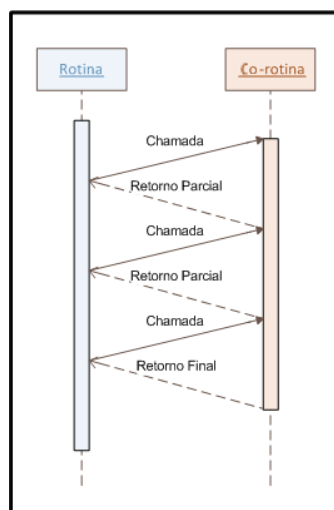 Rotina
Co-rotina
Chamada
Retorno Parcial
Chamada
Retorno Parcial
Chamada
Retorno Final